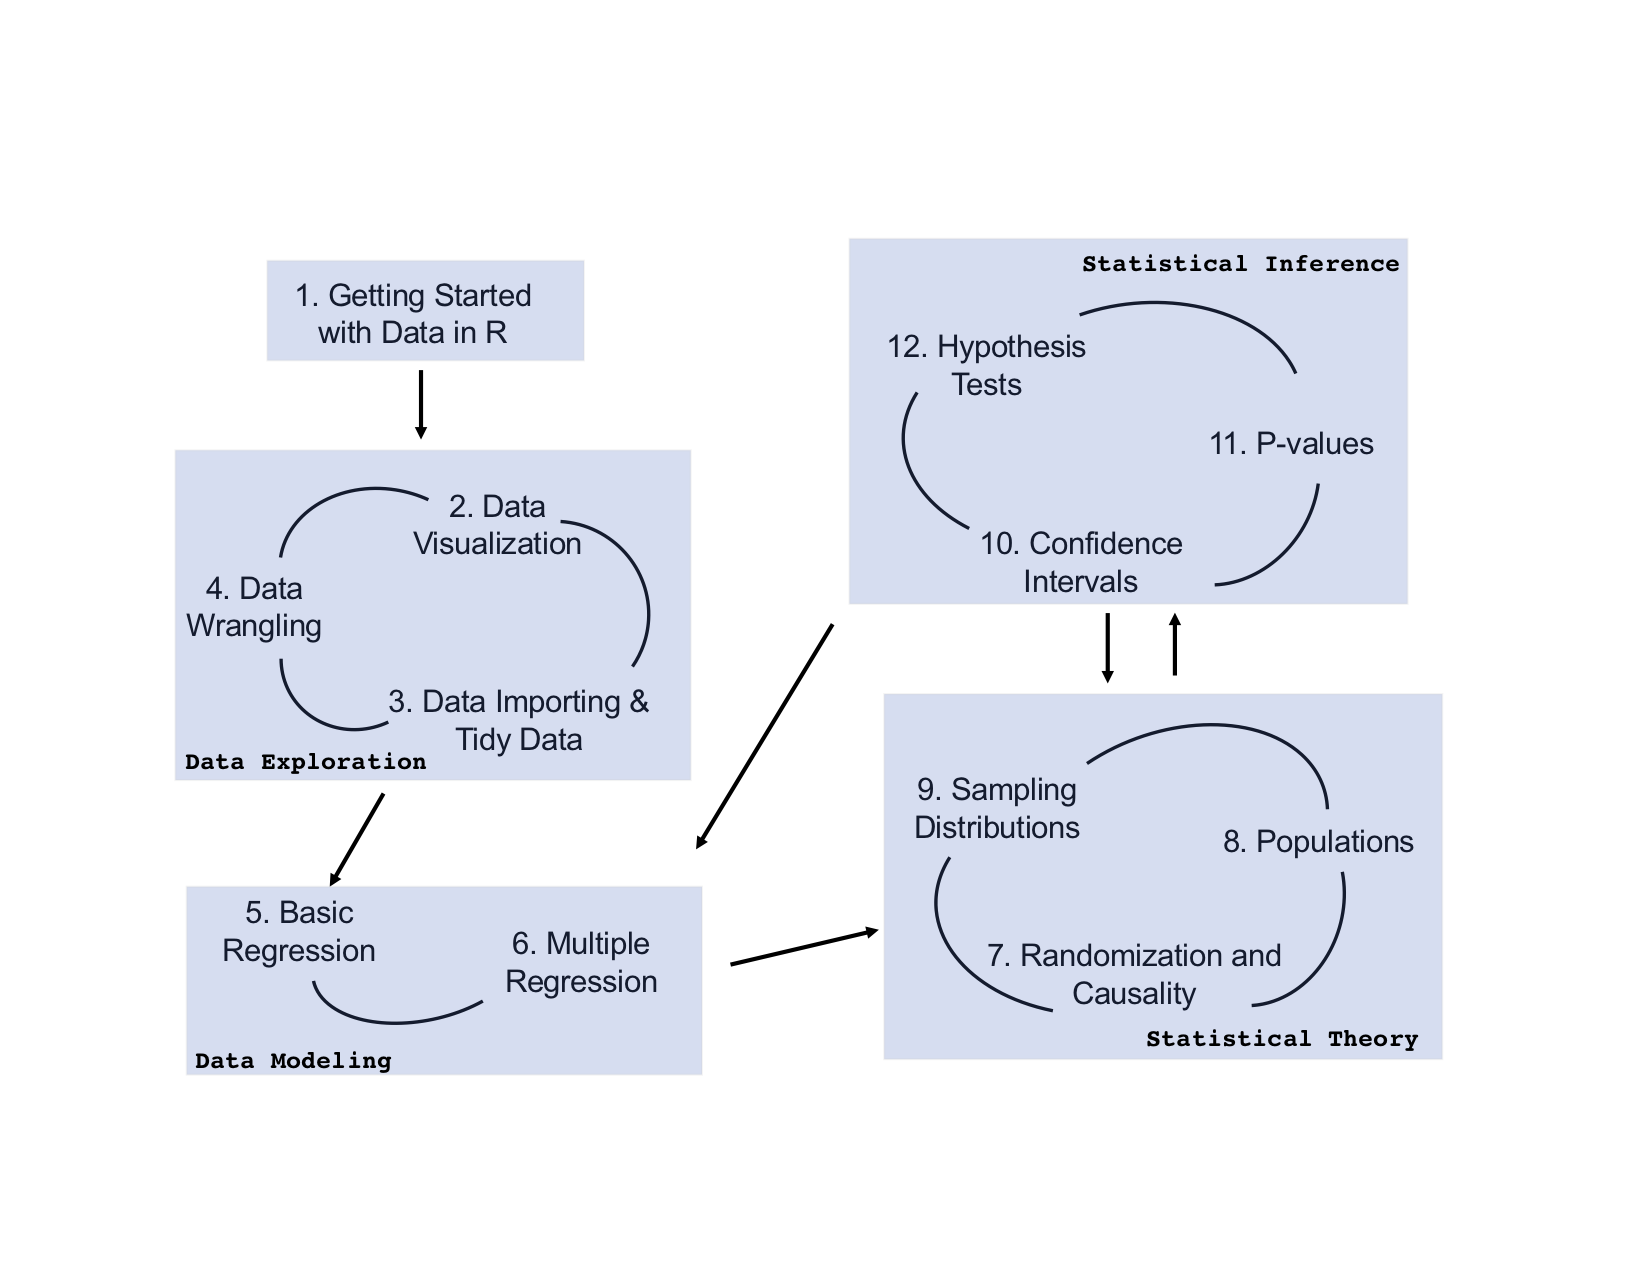 1. Getting Started
with Data in R
2. Data
Visualization
4. Data
Wrangling
3. Data Importing &
Tidy Data
Data Exploration
5. Basic
Regression
6. Multiple
Regression
Data Modeling
Statistical Inference
12. Hypothesis
Tests
11. P-values
10. Confidence
Intervals
9. Sampling
Distributions
8. Populations
7. Randomization and
Causality
Statistical Theory